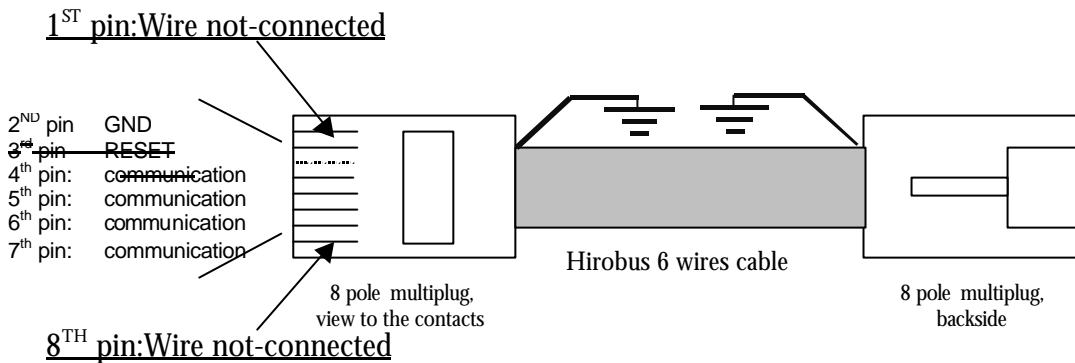 1ST pin:Wire not-connected
2ND pin GND
3rd pin RESET
4th pin: communication
5th pin: communication
6th pin: communication
7th pin: communication
Hirobus 6 wires cable
8 pole multiplug,
view to the contacts
8 pole multiplug,
backside
8TH pin:Wire not-connected